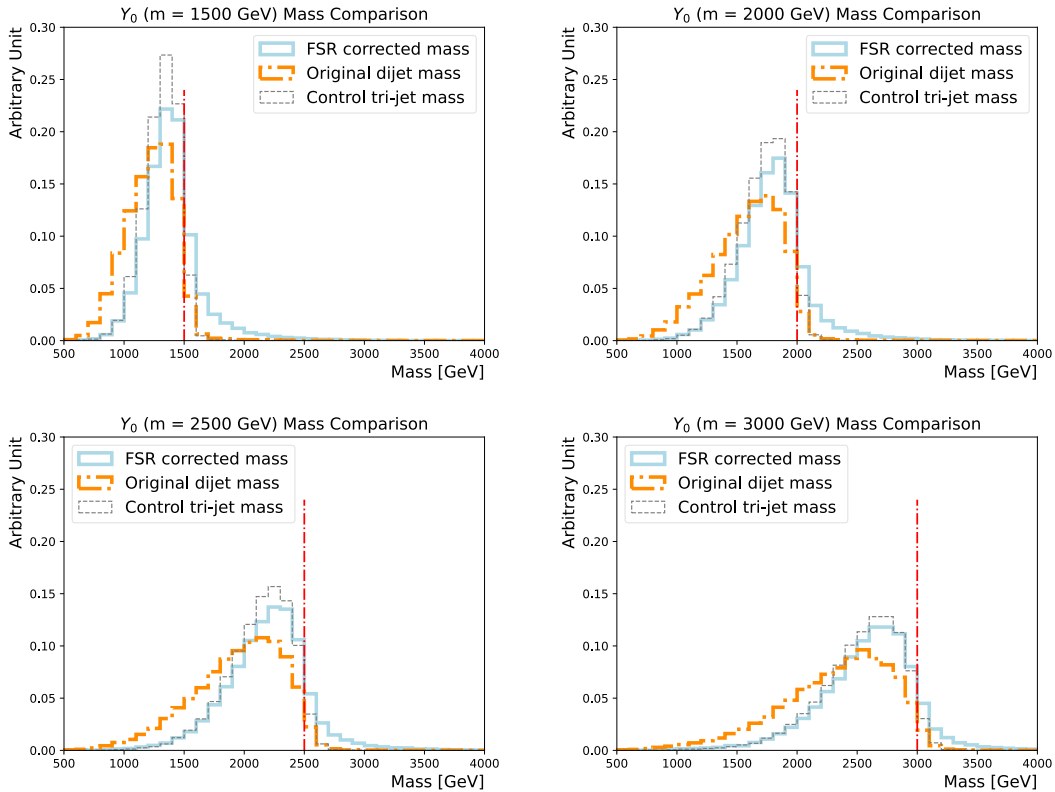 Y₀ (m = 1500 GeV) Mass Comparison
Arbitrary Unit
0.30
0.25
0.20
0.15
0.10
0.05
0.00
FSR corrected mass
Original dijet mass
Control tri-jet mass
500 1000 1500 2000 2500 3000 3500 4000
Mass [GeV]
Y₀ (m = 2000 GeV) Mass Comparison
Arbitrary Unit
0.30
0.25
0.20
0.15
0.10
0.05
0.00
FSR corrected mass
Original dijet mass
Control tri-jet mass
500 1000 1500 2000 2500 3000 3500 4000
Mass [GeV]
Y₀ (m = 2500 GeV) Mass Comparison
Arbitrary Unit
0.30
0.25
0.20
0.15
0.10
0.05
0.00
FSR corrected mass
Original dijet mass
Control tri-jet mass
500 1000 1500 2000 2500 3000 3500 4000
Mass [GeV]
Y₀ (m = 3000 GeV) Mass Comparison
Arbitrary Unit
0.30
0.25
0.20
0.15
0.10
0.05
0.00
FSR corrected mass
Original dijet mass
Control tri-jet mass
500 1000 1500 2000 2500 3000 3500 4000
Mass [GeV]